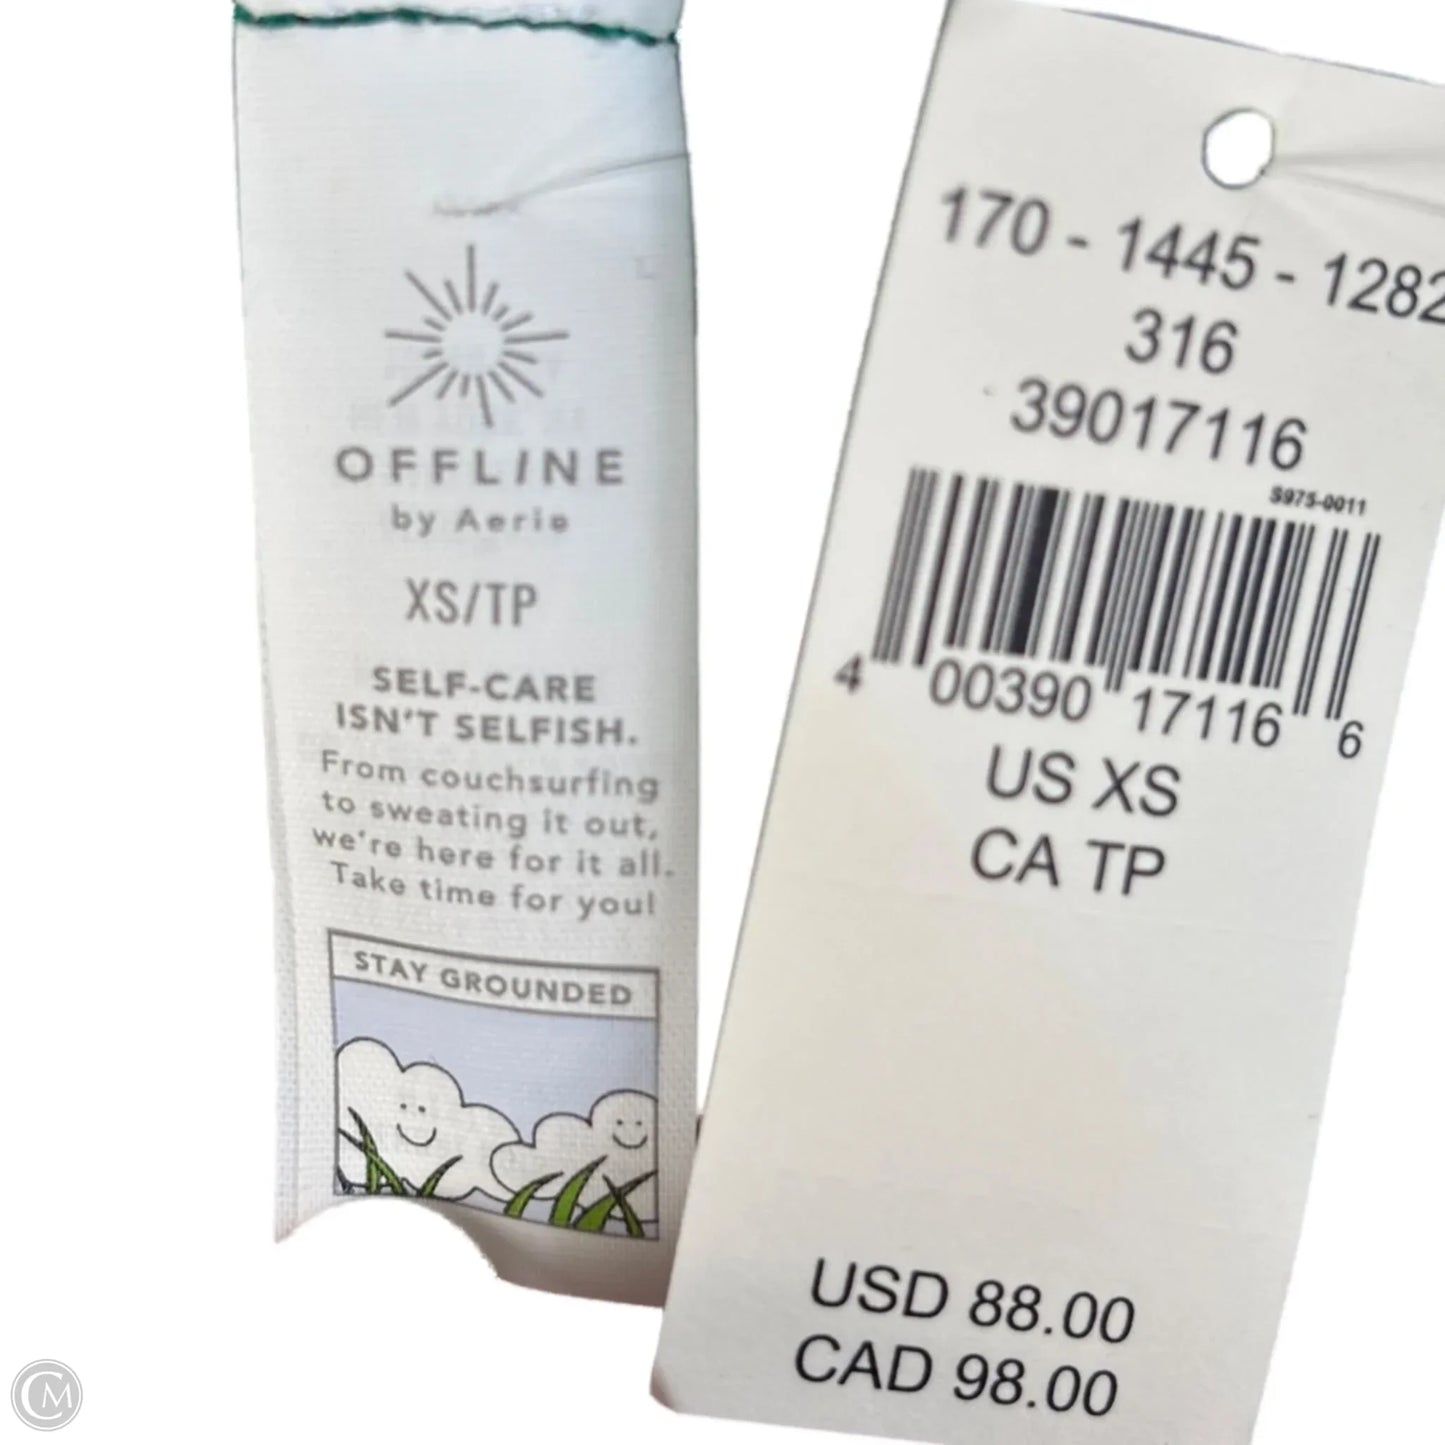 OFFLINE
by Aerie
XS/TP
SELF-CARE
ISN'T SELFISH.
From couchsurfing
to sweating it out,
we're here for it all.
Take time for you!
STAY GROUNDED
170 - 1445 - 1282
316
39017116
S975-0011
4 00390 17116 6
US XS
CA TP
USD 88.00
CAD 98.00
CM